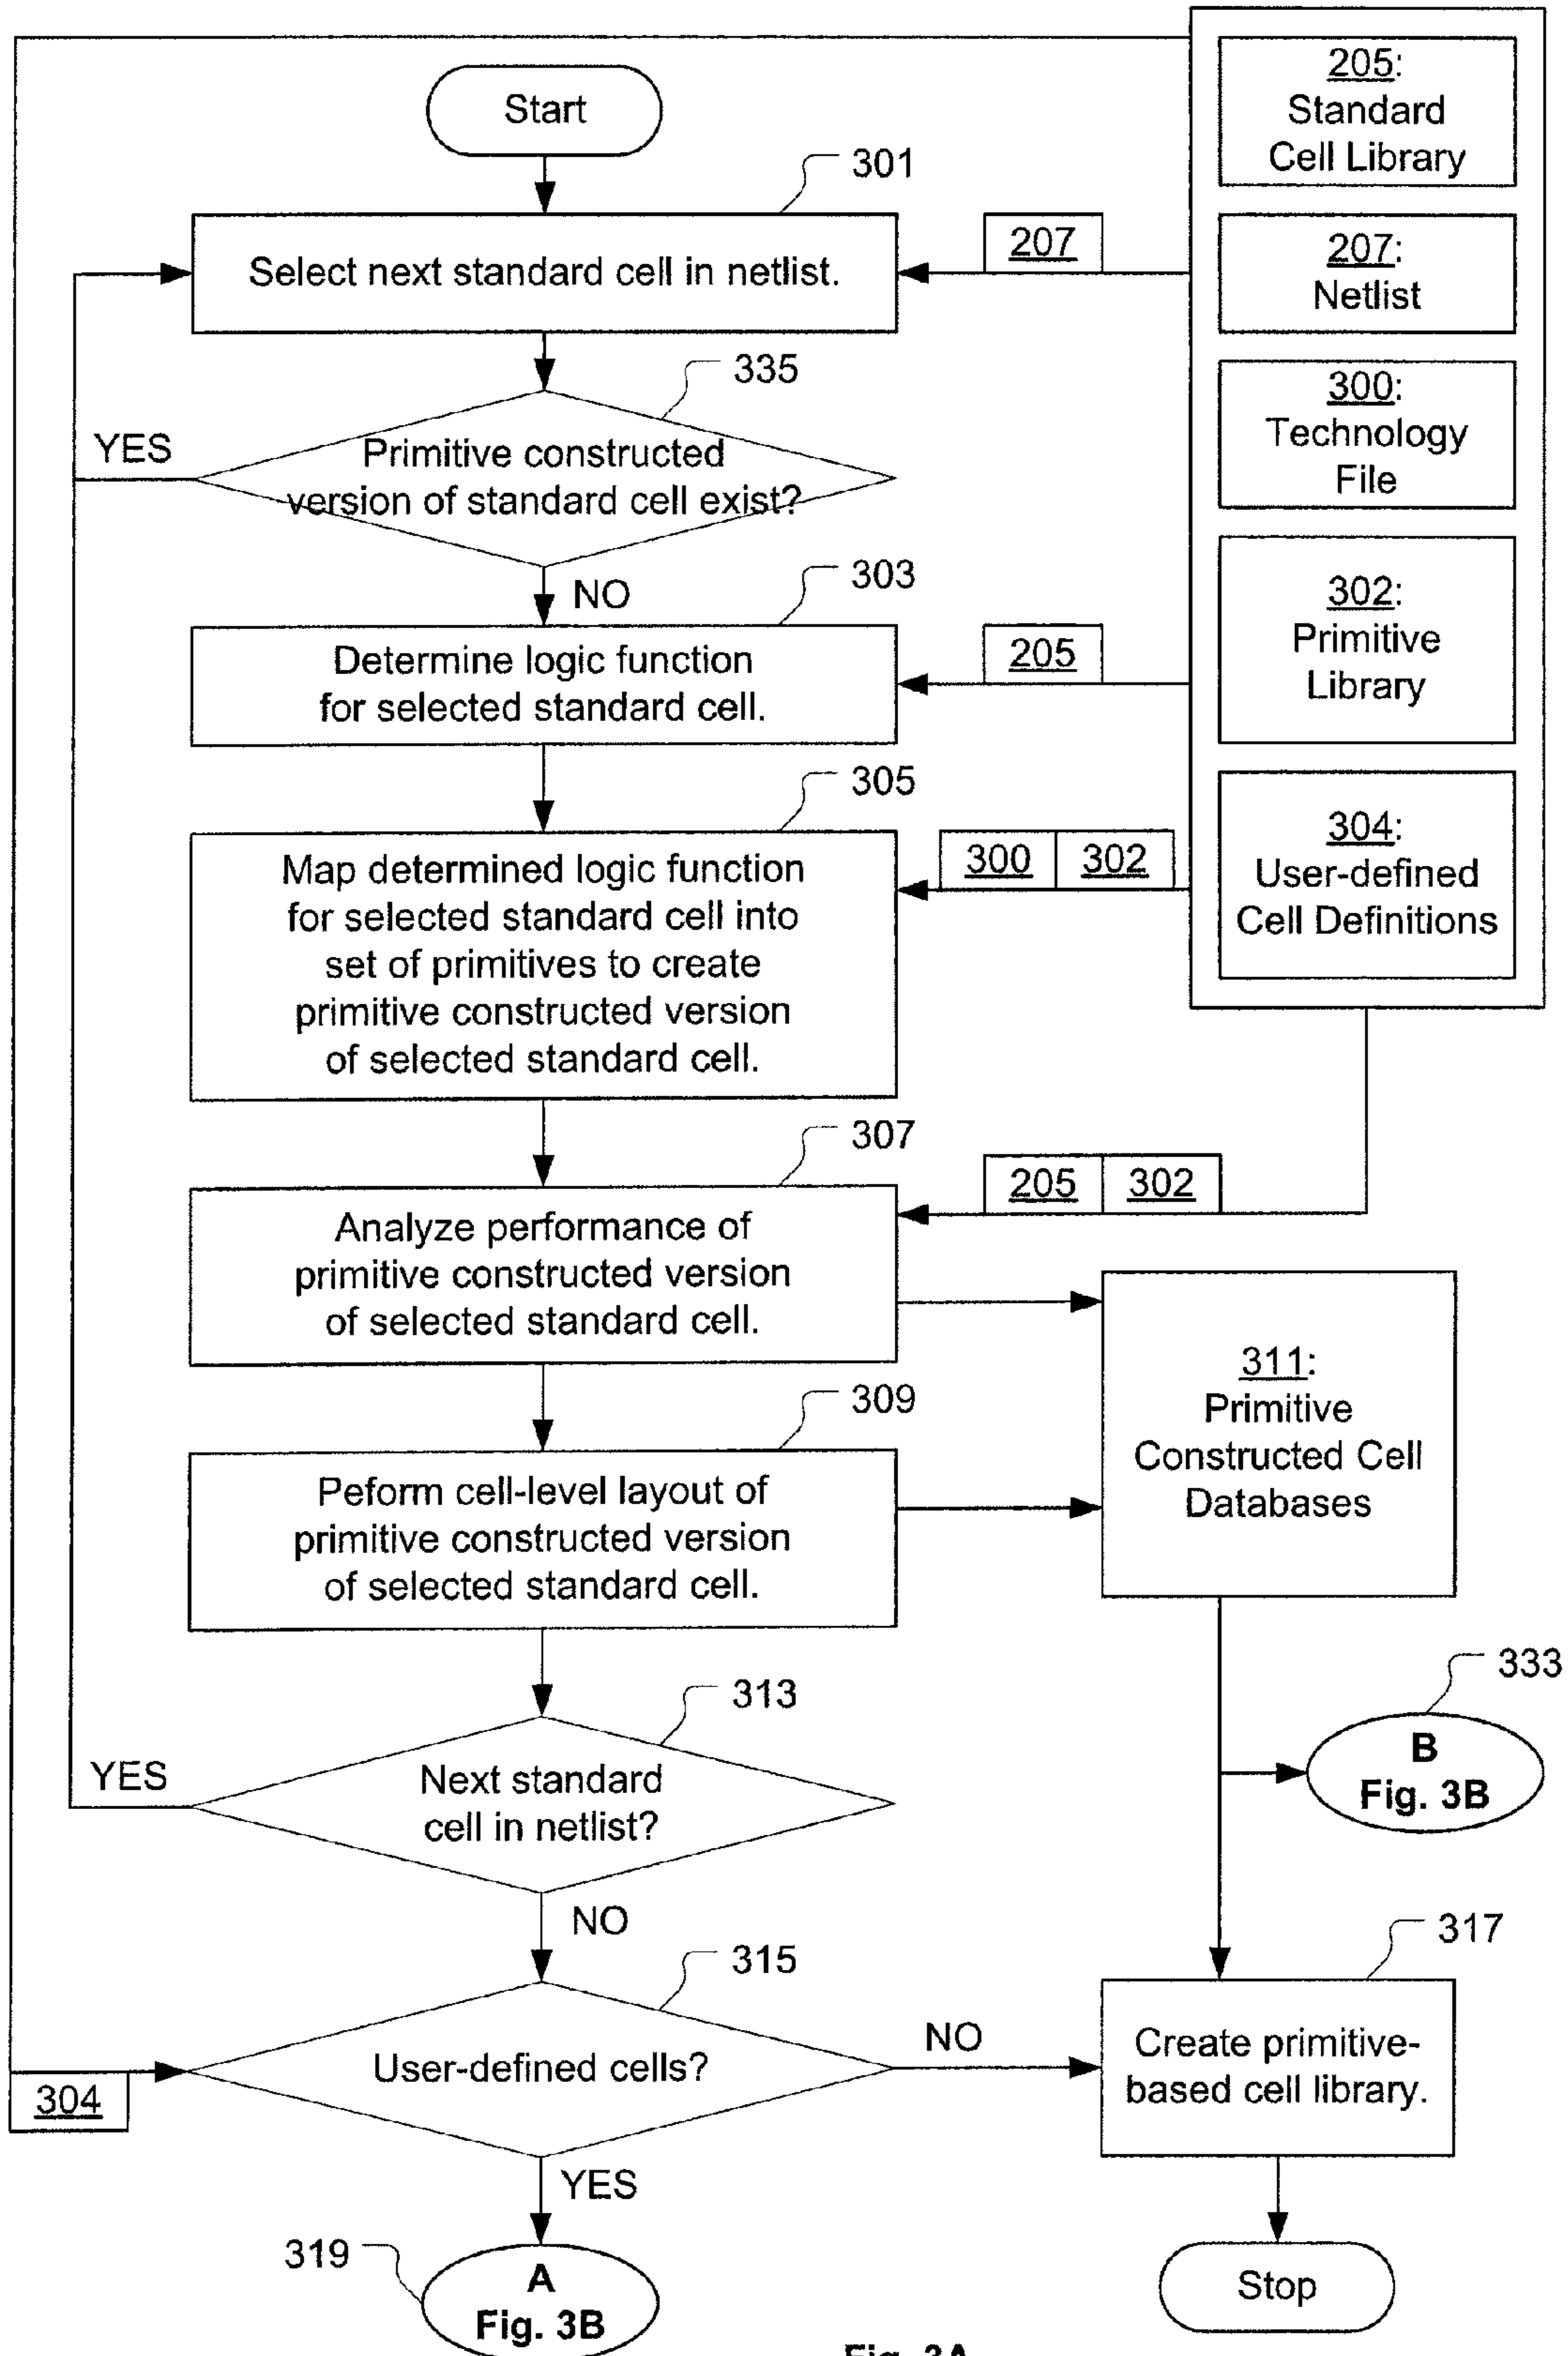 Start
301
Select next standard cell in netlist.
207
335
Primitive constructed
version of standard cell exist?
YES
NO
303
Determine logic function
for selected standard cell.
205
305
Map determined logic function
for selected standard cell into
set of primitives to create
primitive constructed version
of selected standard cell.
300 302
307
Analyze performance of
primitive constructed version
of selected standard cell.
205 302
309
Peform cell-level layout of
primitive constructed version
of selected standard cell.
313
Next standard
cell in netlist?
YES
NO
315
User-defined cells?
304
NO
YES
319
A
Fig. 3B
205:
Standard
Cell Library
207:
Netlist
300:
Technology
File
302:
Primitive
Library
304:
User-defined
Cell Definitions
311:
Primitive
Constructed Cell
Databases
333
B
Fig. 3B
317
Create primitive-
based cell library.
Stop
Fig. 3A